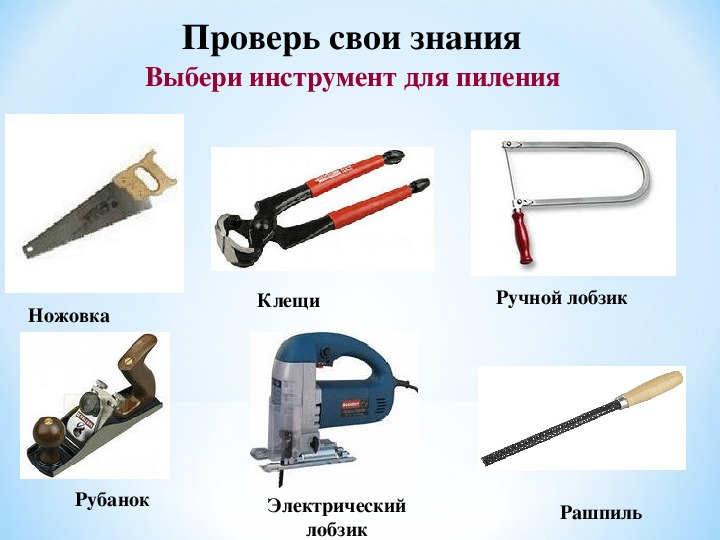 Проверь свои знания
Выбери инструмент для пиления
Ножовка
Клещи
Ручной лобзик
Рубанок
Электрический
лобзик
Рашпиль